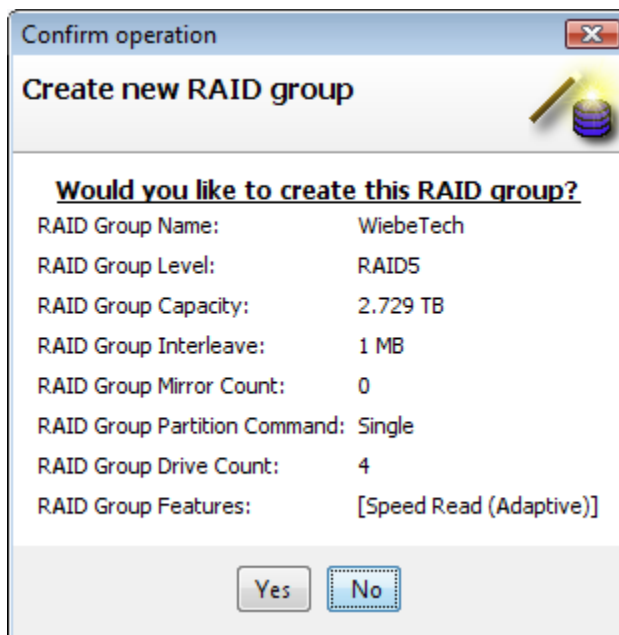 Confirm operation
Create new RAID group
Would you like to create this RAID group?
RAID Group Name: WiebeTech
RAID Group Level: RAID5
RAID Group Capacity: 2.729 TB
RAID Group Interleave: 1 MB
RAID Group Mirror Count: 0
RAID Group Partition Command: Single
RAID Group Drive Count: 4
RAID Group Features: [Speed Read (Adaptive)]
Yes No